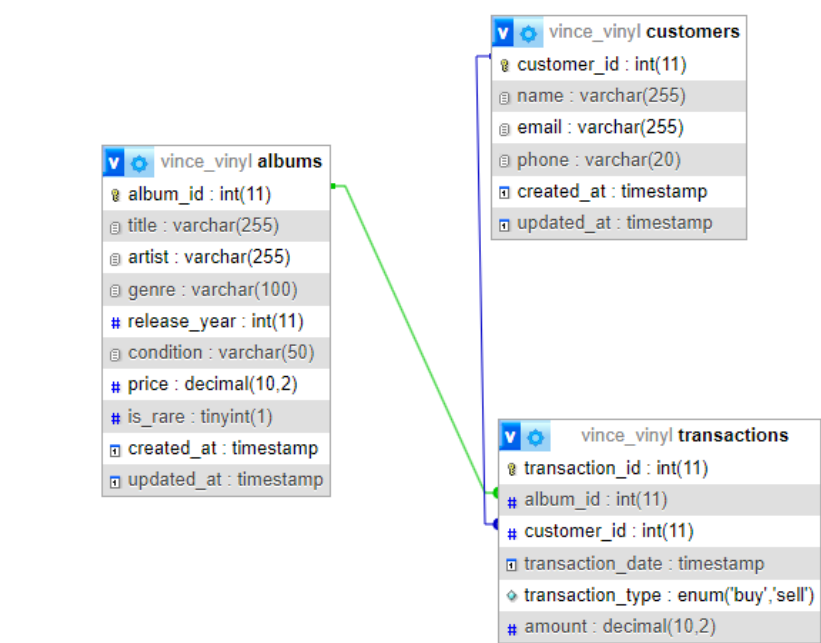 v vince_vinyl customers
customer_id : int(11)
name : varchar(255)
email : varchar(255)
phone : varchar(20)
created_at : timestamp
updated_at : timestamp
v vince_vinyl albums
album_id : int(11)
title : varchar(255)
artist : varchar(255)
genre : varchar(100)
# release_year : int(11)
condition : varchar(50)
# price : decimal(10,2)
# is_rare : tinyint(1)
created_at : timestamp
updated_at : timestamp
v vince_vinyl transactions
transaction_id : int(11)
# album_id : int(11)
# customer_id : int(11)
transaction_date : timestamp
transaction_type : enum('buy','sell')
# amount : decimal(10,2)